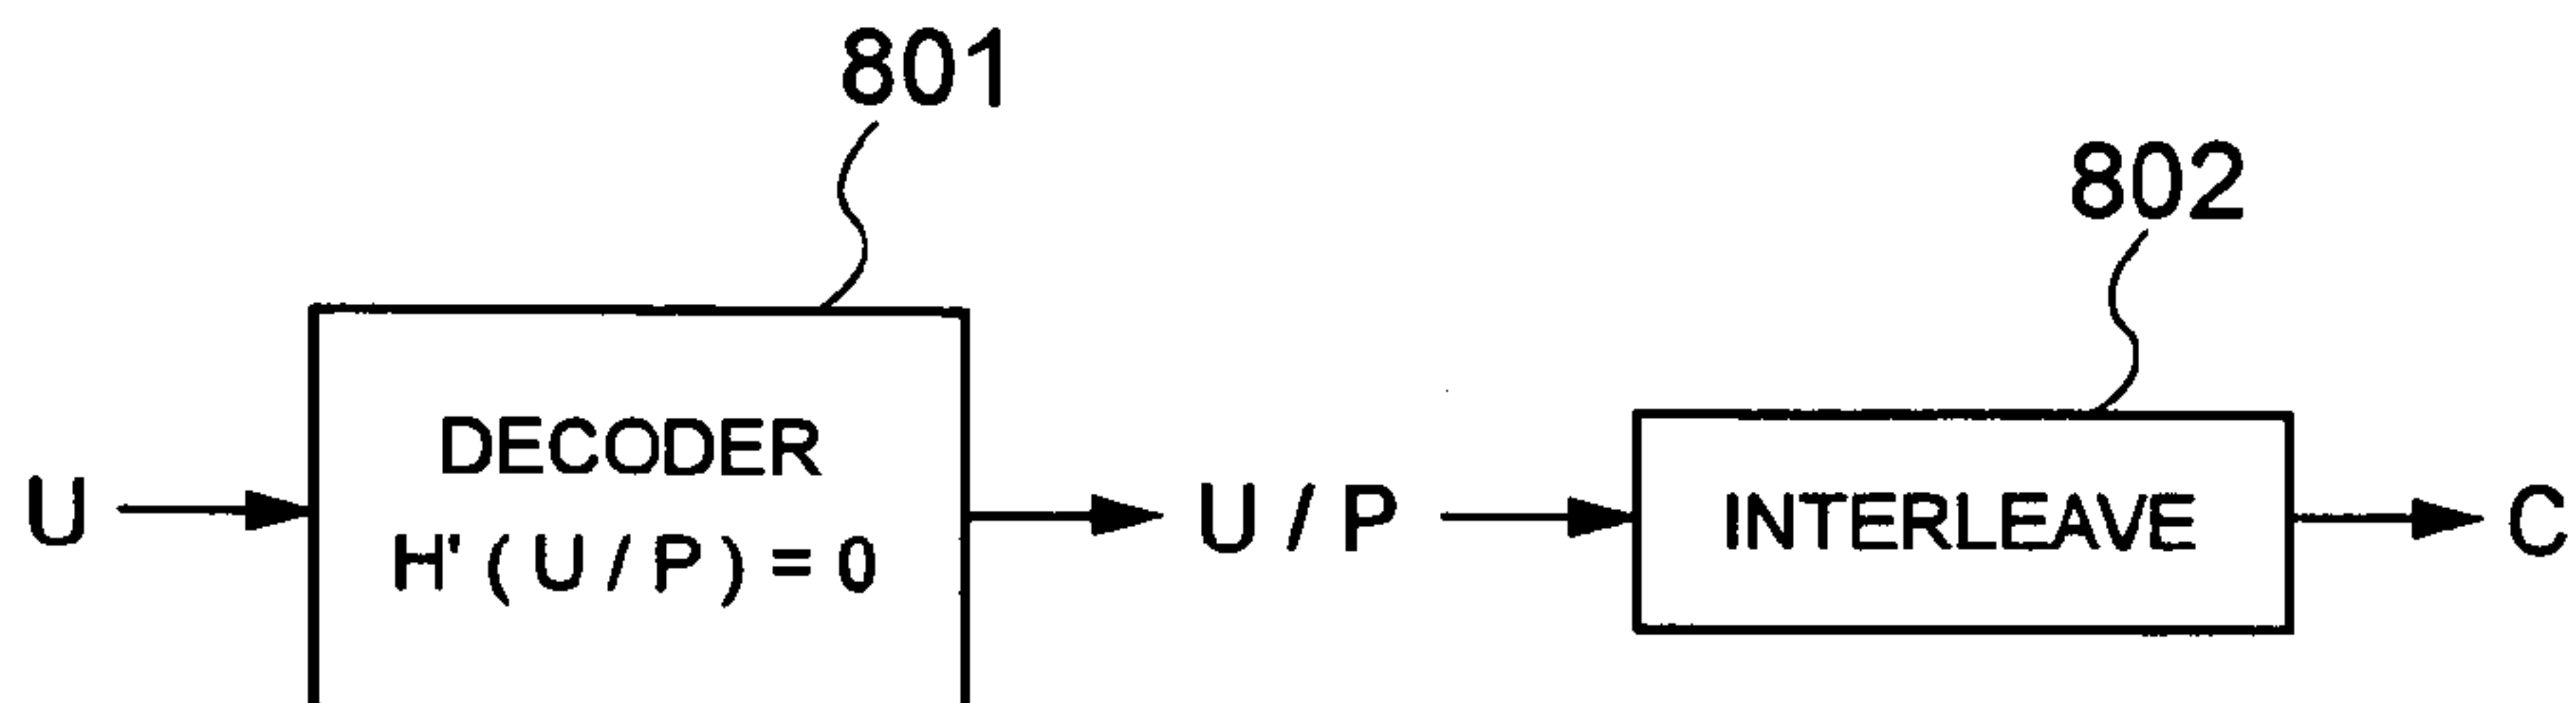 801
802
DECODER
H' ( U / P ) = 0
U
U / P
INTERLEAVE
C